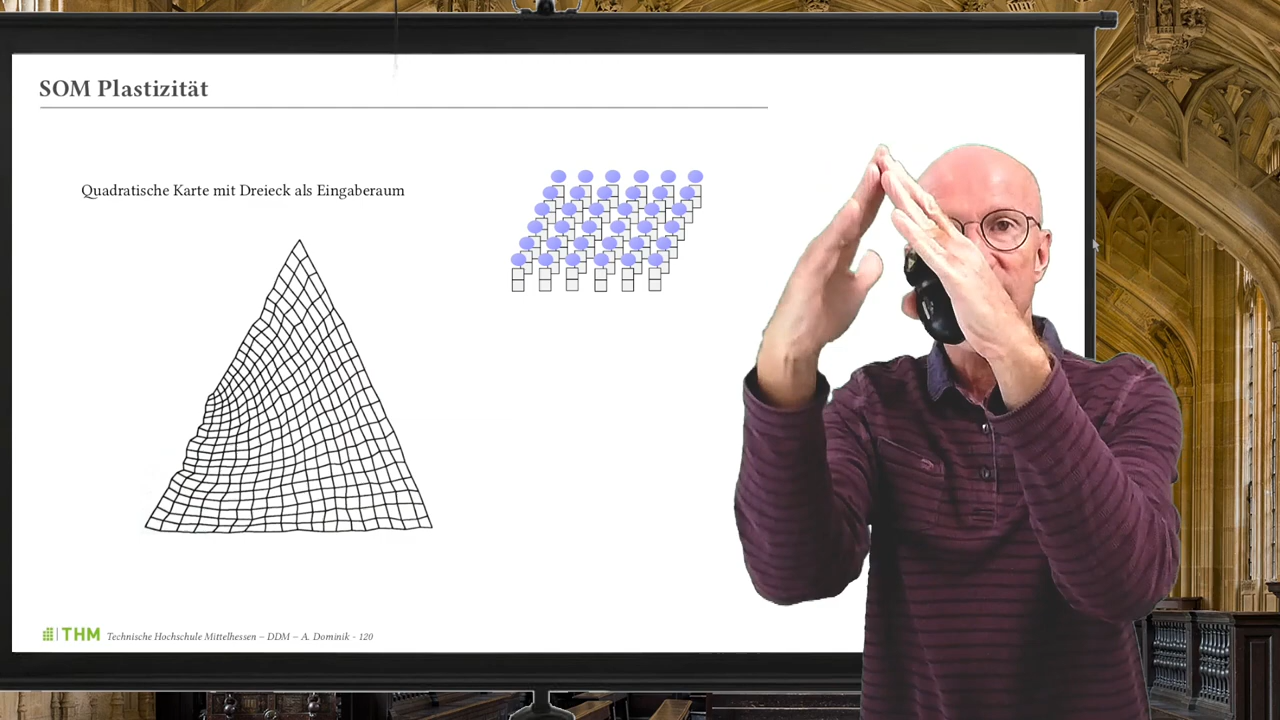 SOM Plastizität
Quadratische Karte mit Dreieck als Eingaberaum
THM Technische Hochschule Mittelhessen – DDM – A. Dominik - 120